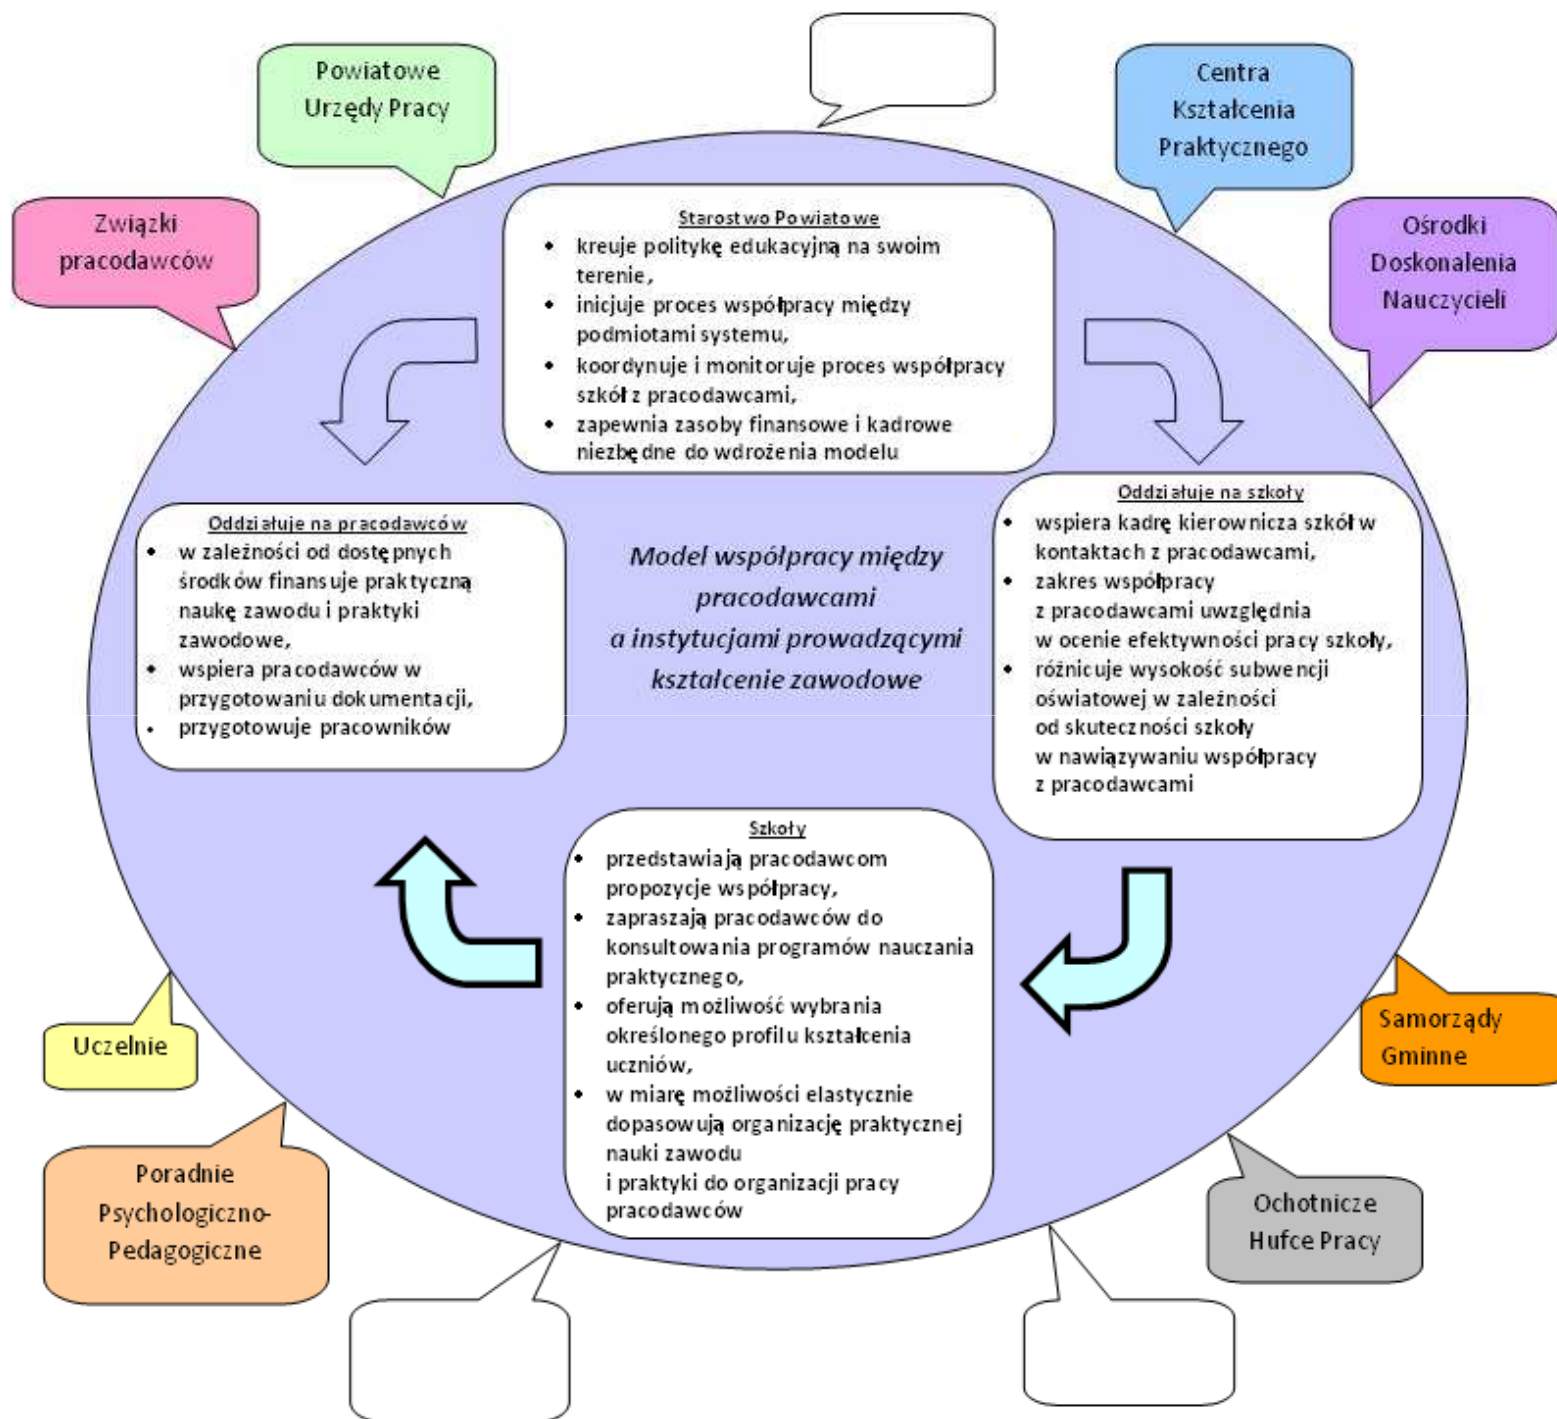 Powiatowe
Urzędy Pracy
Centra
Kształcenia
Praktycznego
Związki
pracodawców
Ośrodki
Doskonalenia
Nauczycieli
Starostwo Powiatowe
• kreuje politykę edukacyjną na swoim
terenie,
• inicjuje proces współpracy między
podmiotami systemu,
• koordynuje i monitoruje proces współpracy
szkół z pracodawcami,
• zapewnia zasoby finansowe i kadrowe
niezbędne do wdrożenia modelu
Oddziałuje na pracodawców
• w zależności od dostępnych
środków finansuje praktyczną
naukę zawodu i praktyki
zawodowe,
• wspiera pracodawców w
przygotowaniu dokumentacji,
• przygotowuje pracowników
Model współpracy między
pracodawcami
a instytucjami prowadzącymi
kształcenie zawodowe
Oddziałuje na szkoły
• wspiera kadrę kierownicza szkół w
kontaktach z pracodawcami,
• zakres współpracy
z pracodawcami uwzględnia
w ocenie efektywności pracy szkoły,
• różnicuje wysokość subwencji
oświatowej w zależności
od skuteczności szkoły
w nawiązywaniu współpracy
z pracodawcami
Szkoły
• przedstawiają pracodawcom
propozycje współpracy,
• zapraszają pracodawców do
konsultowania programów nauczania
praktycznego,
• oferują możliwość wybrania
określonego profilu kształcenia
uczniów,
• w miarę możliwości elastycznie
dopasowują organizację praktycznej
nauki zawodu
i praktyki do organizacji pracy
pracodawców
Uczelnie
Samorządy
Gminne
Poradnie
Psychologiczno-
Pedagogiczne
Ochotnicze
Hufce Pracy